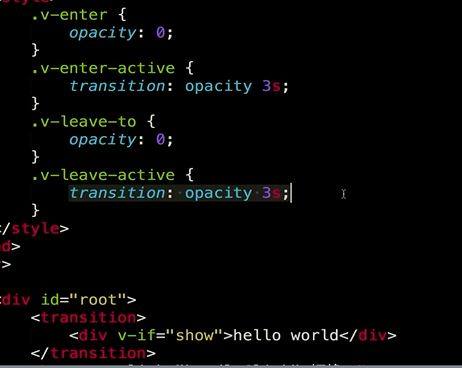 .v-enter {
opacity: 0;
}
.v-enter-active {
transition: opacity 3s;
}
.v-leave-to {
opacity: 0;
}
.v-leave-active {
transition: opacity 3s;
}
/style>
d>
>
div id="root">
<transition>
<div v-if="show">hello world</div>
</transition>